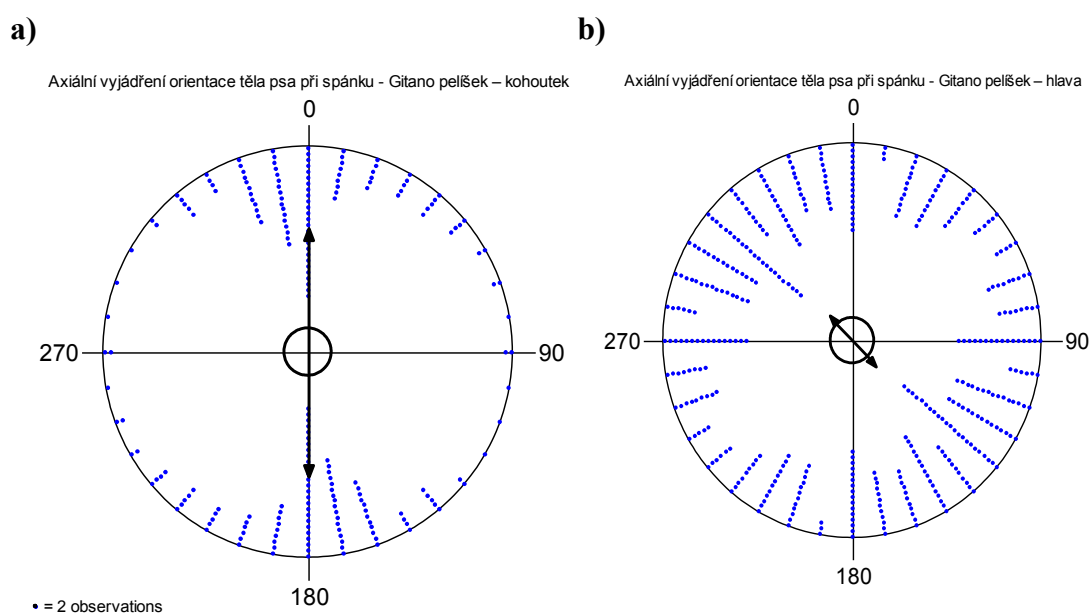 a)
Axiální vyjádření orientace těla psa při spánku - Gitano pelíšek – kohoutek
0
270
90
180
• = 2 observations
b)
Axiální vyjádření orientace těla psa při spánku - Gitano pelíšek – hlava
0
270
90
180